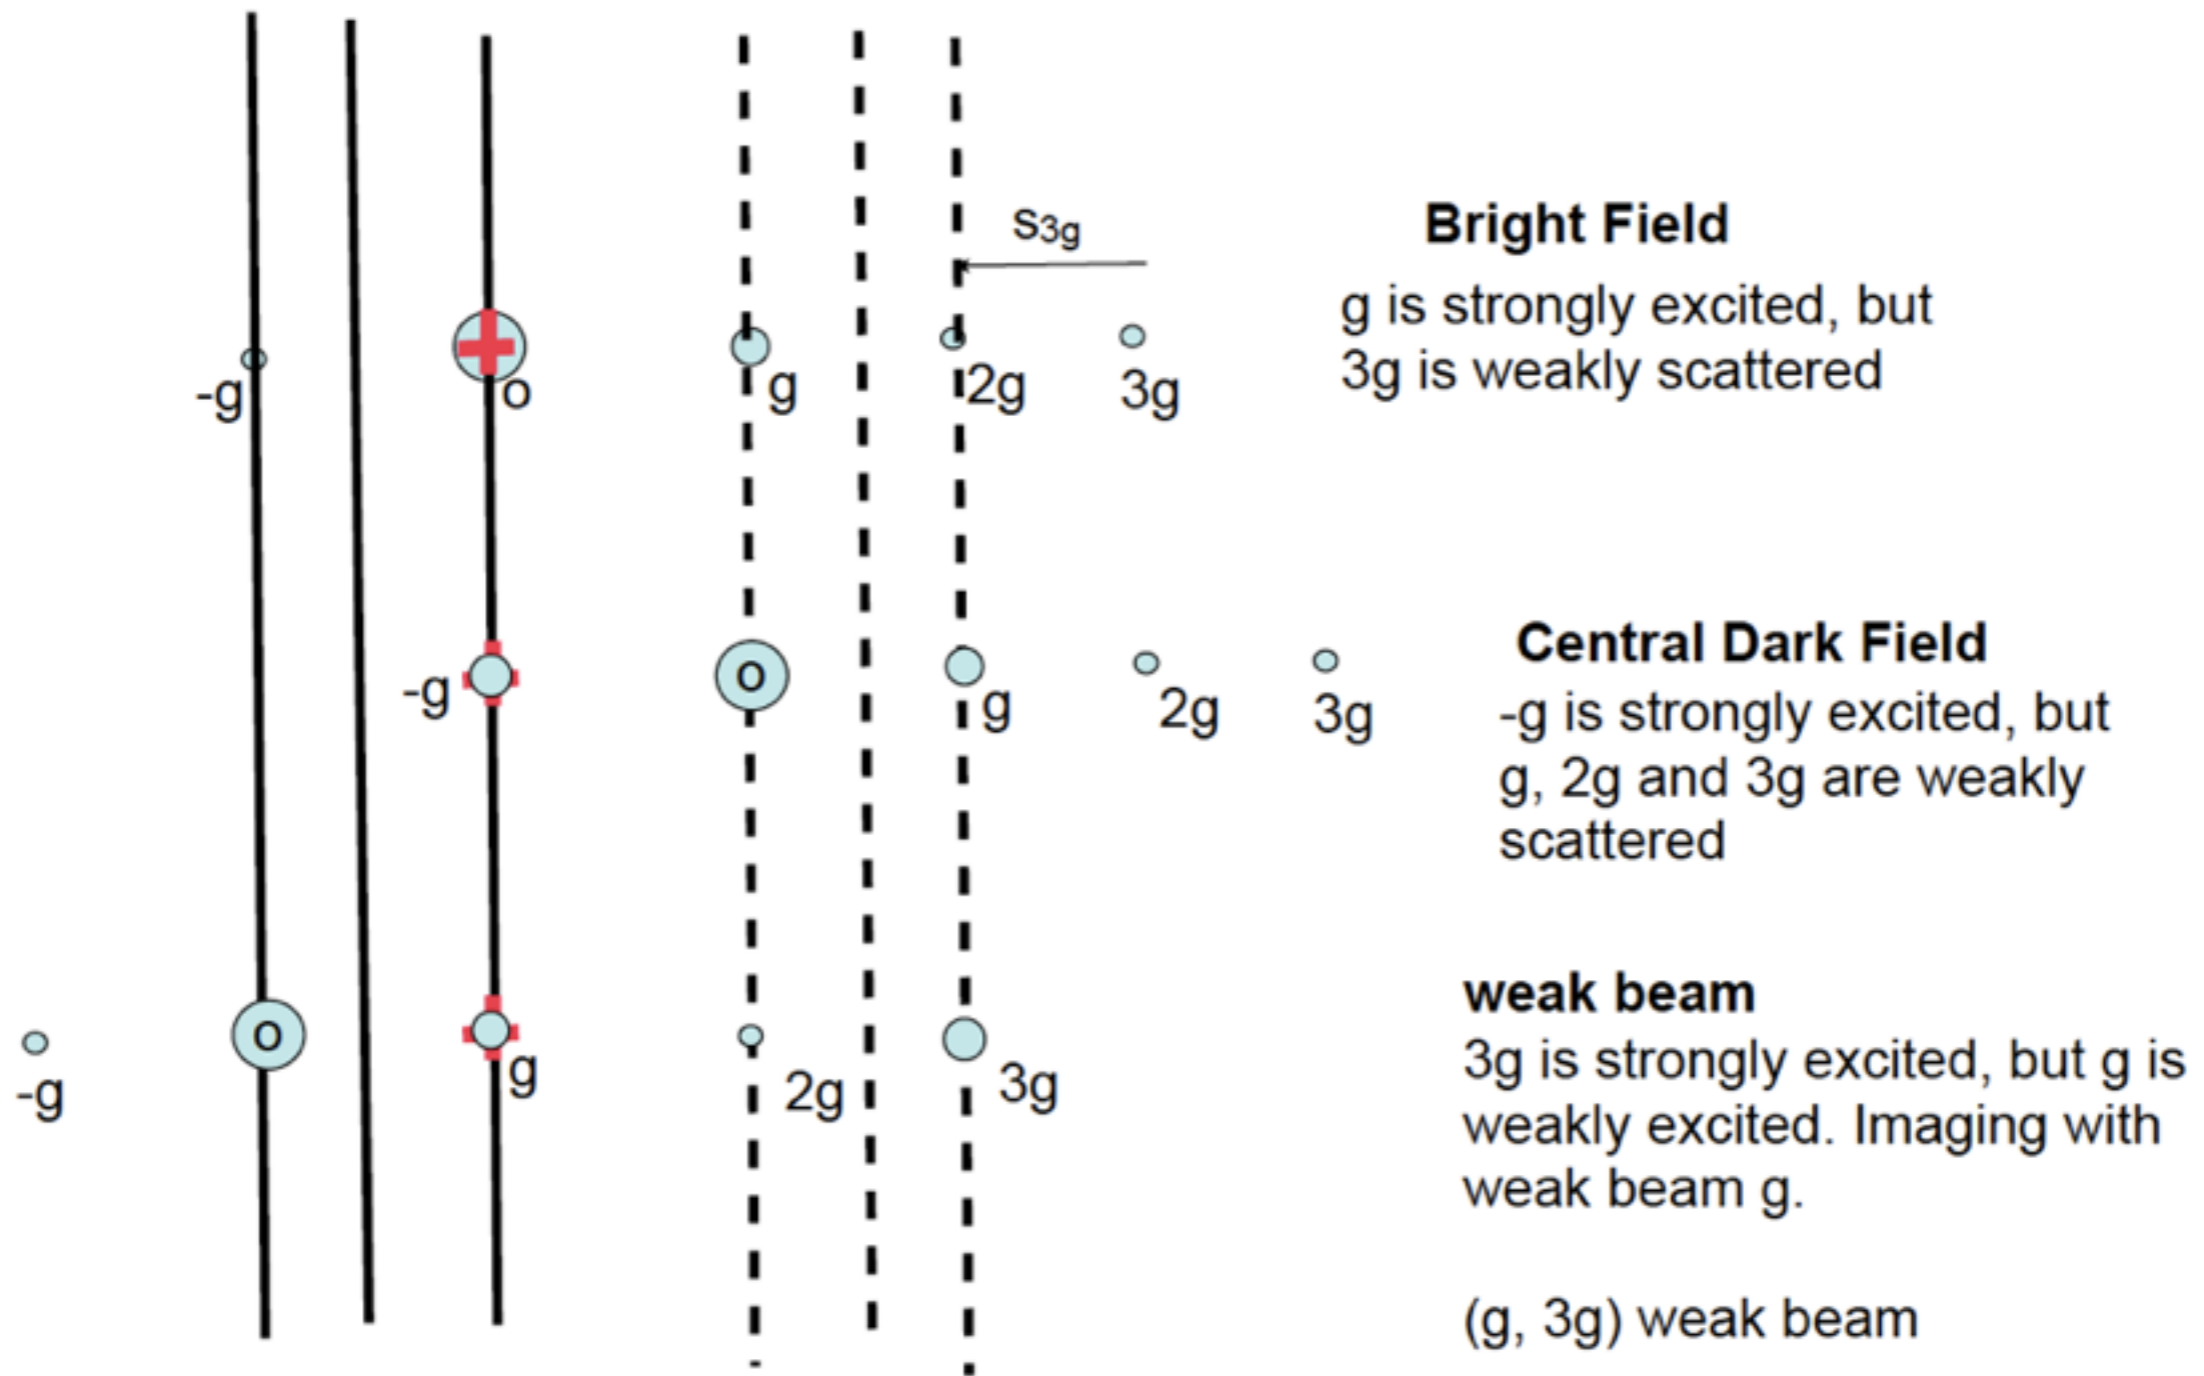 S3g
Bright Field
g is strongly excited, but
3g is weakly scattered
-g
o
g
2g
3g
Central Dark Field
-g
o
g
2g
3g
-g is strongly excited, but
g, 2g and 3g are weakly
scattered
weak beam
-g
o
g
2g
3g
3g is strongly excited, but g is
weakly excited. Imaging with
weak beam g.
(g, 3g) weak beam